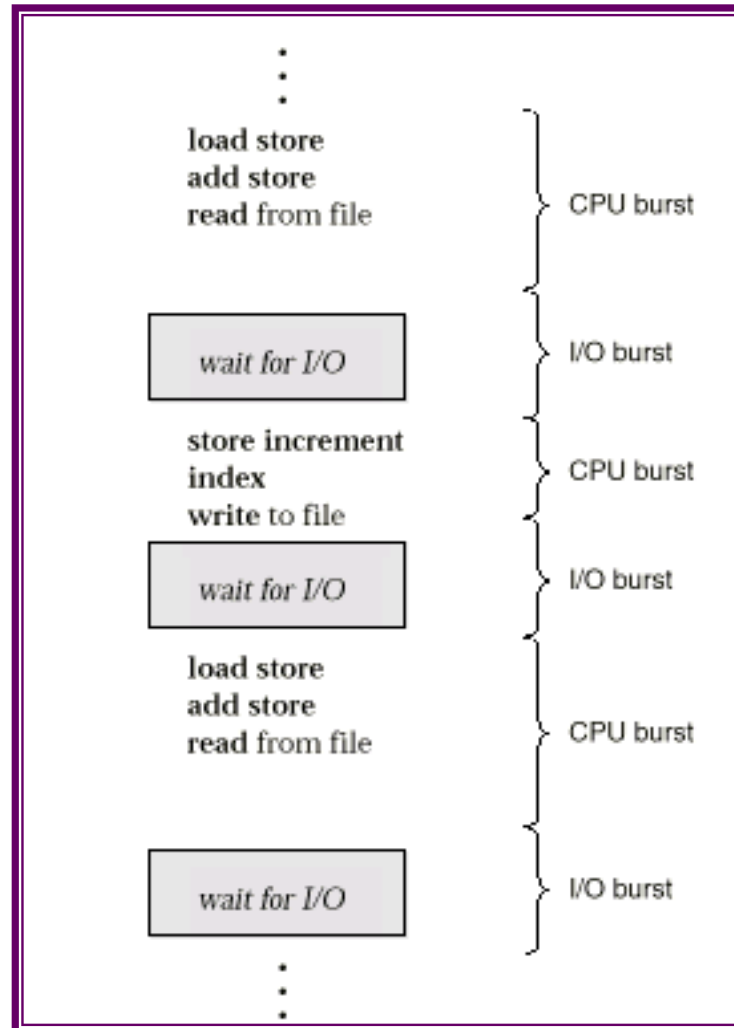 load store
add store
read from file
CPU burst
wait for I/O
I/O burst
store increment
index
write to file
CPU burst
wait for I/O
I/O burst
load store
add store
read from file
CPU burst
wait for I/O
I/O burst